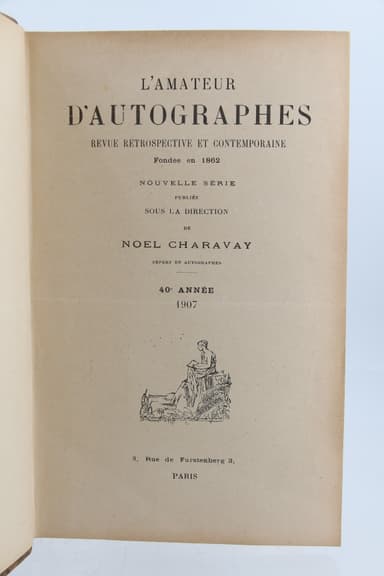 L'AMATEUR
D'AUTOGRAPHES
REVUE RÉTROSPECTIVE ET CONTEMPORAINE
Fondée en 1862
NOUVELLE SÉRIE
PUBLIÉE
SOUS LA DIRECTION
DE
NOEL CHARAVAY
EXPERT EN AUTOGRAPHES
40e ANNÉE
1907
3, Rue de Furstenberg 3,
PARIS